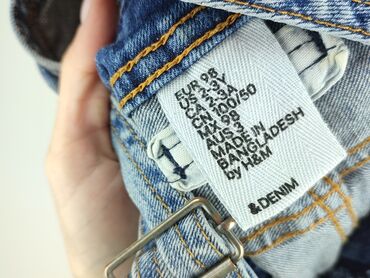 EUR 98
US 2-3Y
CA 2-3A
CN 100/50
MX 98
AUS 3
MADE IN
BANGLADESH
by H&M
&DENIM